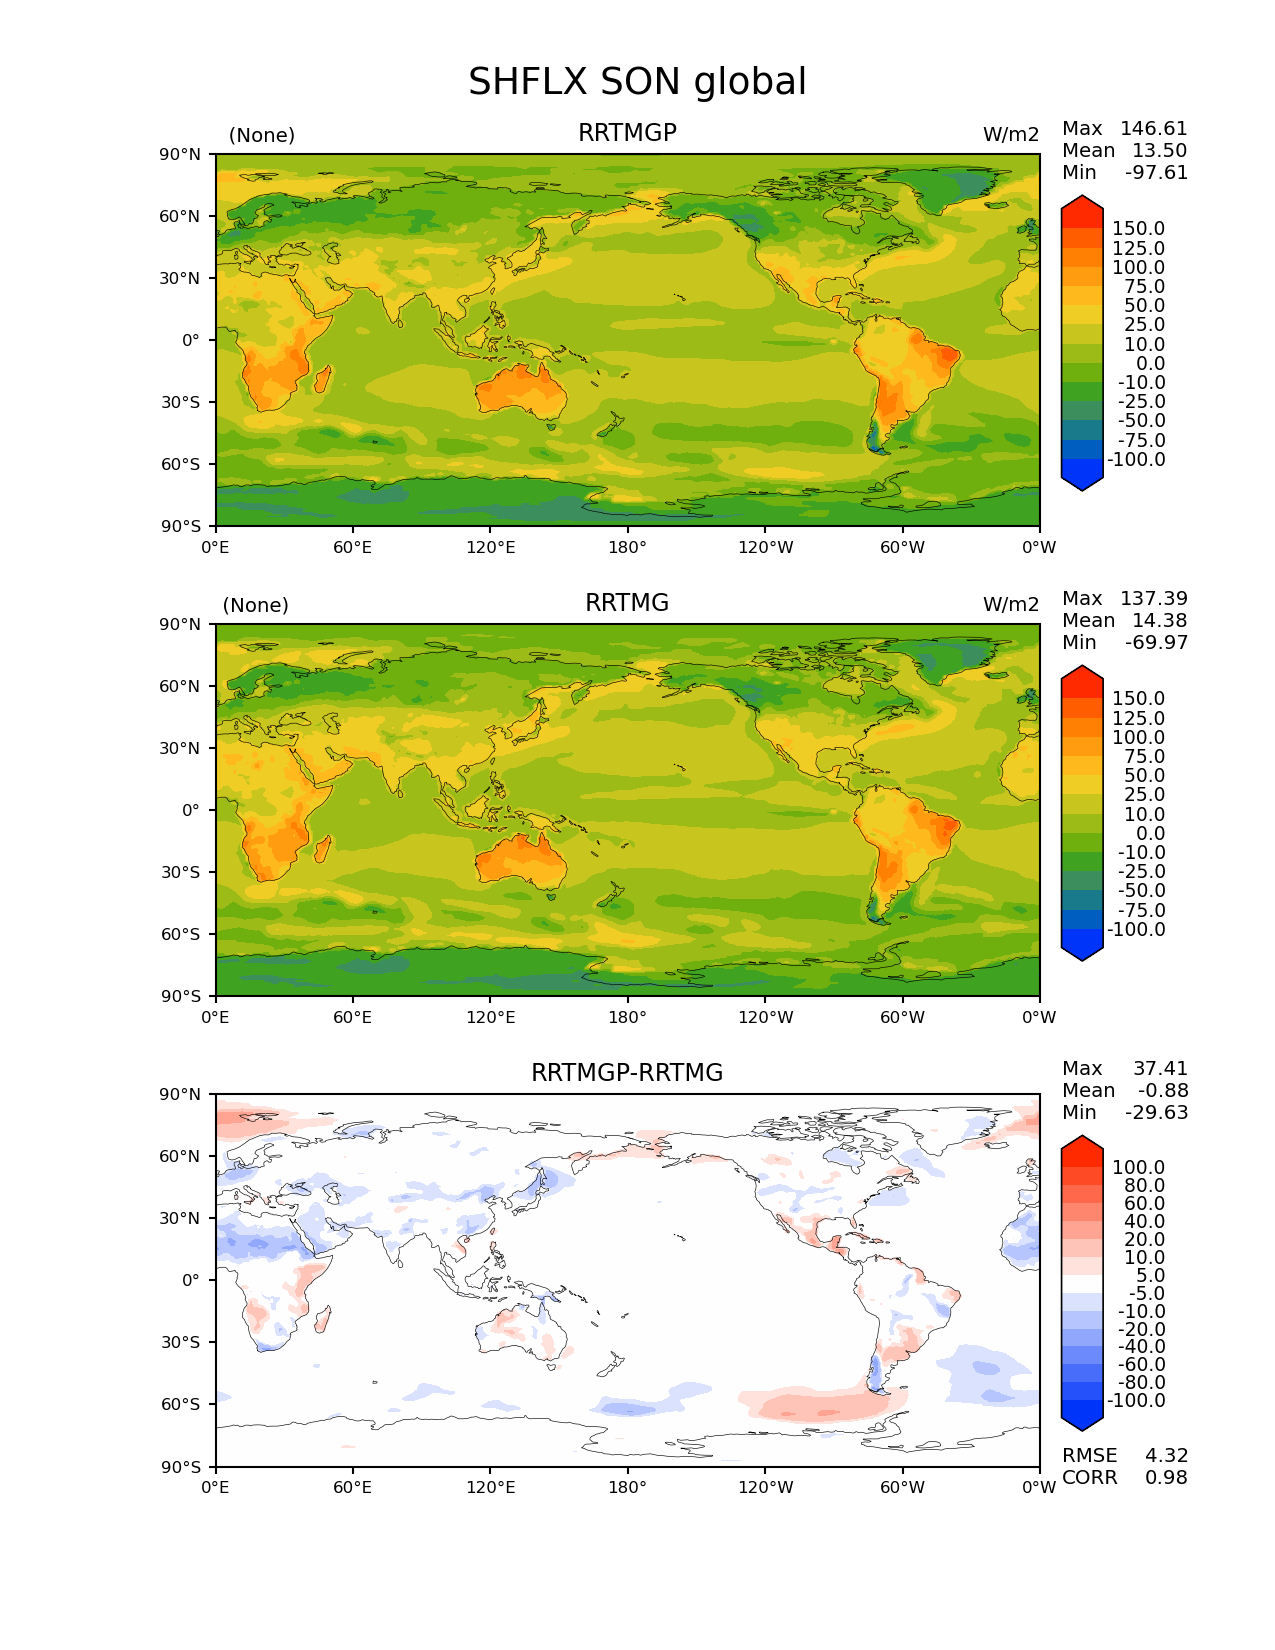 SHFLX SON global
(None) RRTMGP W/m2
Max 146.61
Mean 13.50
Min -97.61
90°N
60°N
30°N
0°
30°S
60°S
90°S
0°E 60°E 120°E 180° 120°W 60°W 0°W
150.0
125.0
100.0
75.0
50.0
25.0
10.0
0.0
-10.0
-25.0
-50.0
-75.0
-100.0
(None) RRTMG W/m2
Max 137.39
Mean 14.38
Min -69.97
90°N
60°N
30°N
0°
30°S
60°S
90°S
0°E 60°E 120°E 180° 120°W 60°W 0°W
150.0
125.0
100.0
75.0
50.0
25.0
10.0
0.0
-10.0
-25.0
-50.0
-75.0
-100.0
RRTMGP-RRTMG
Max 37.41
Mean -0.88
Min -29.63
90°N
60°N
30°N
0°
30°S
60°S
90°S
0°E 60°E 120°E 180° 120°W 60°W 0°W
100.0
80.0
60.0
40.0
20.0
10.0
5.0
-5.0
-10.0
-20.0
-40.0
-60.0
-80.0
-100.0
RMSE 4.32
CORR 0.98